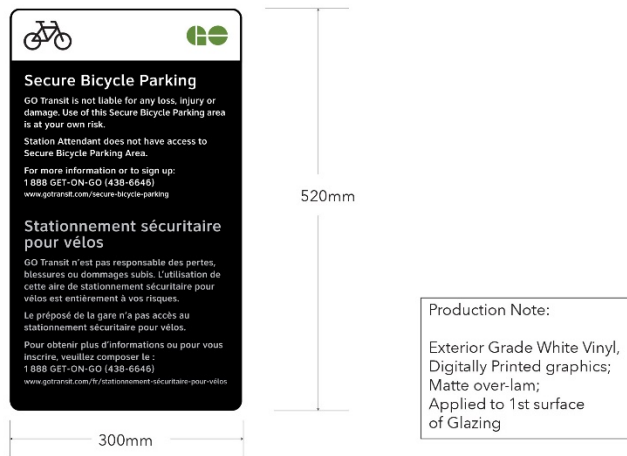 GO
Secure Bicycle Parking
GO Transit is not liable for any loss, injury or
damage. Use of this Secure Bicycle Parking area
is at your own risk.
Station Attendant does not have access to
Secure Bicycle Parking Area.
For more information or to sign up:
1 888 GET-ON-GO (438-6646)
www.gotransit.com/secure-bicycle-parking
Stationnement sécuritaire
pour vélos
GO Transit n'est pas responsable des pertes,
blessures ou dommages subis. L'utilisation de
cette aire de stationnement sécuritaire pour
vélos est entièrement à vos risques.
Le préposé de la gare n'a pas accès au
stationnement sécuritaire pour vélos.
Pour obtenir plus d'informations ou pour vous
inscrire, veuillez composer le :
1 888 GET-ON-GO (438-6646)
www.gotransit.com/fr/stationnement-sécuritaire-pour-vélos
520mm
300mm
Production Note:
Exterior Grade White Vinyl,
Digitally Printed graphics;
Matte over-lam;
Applied to 1st surface
of Glazing